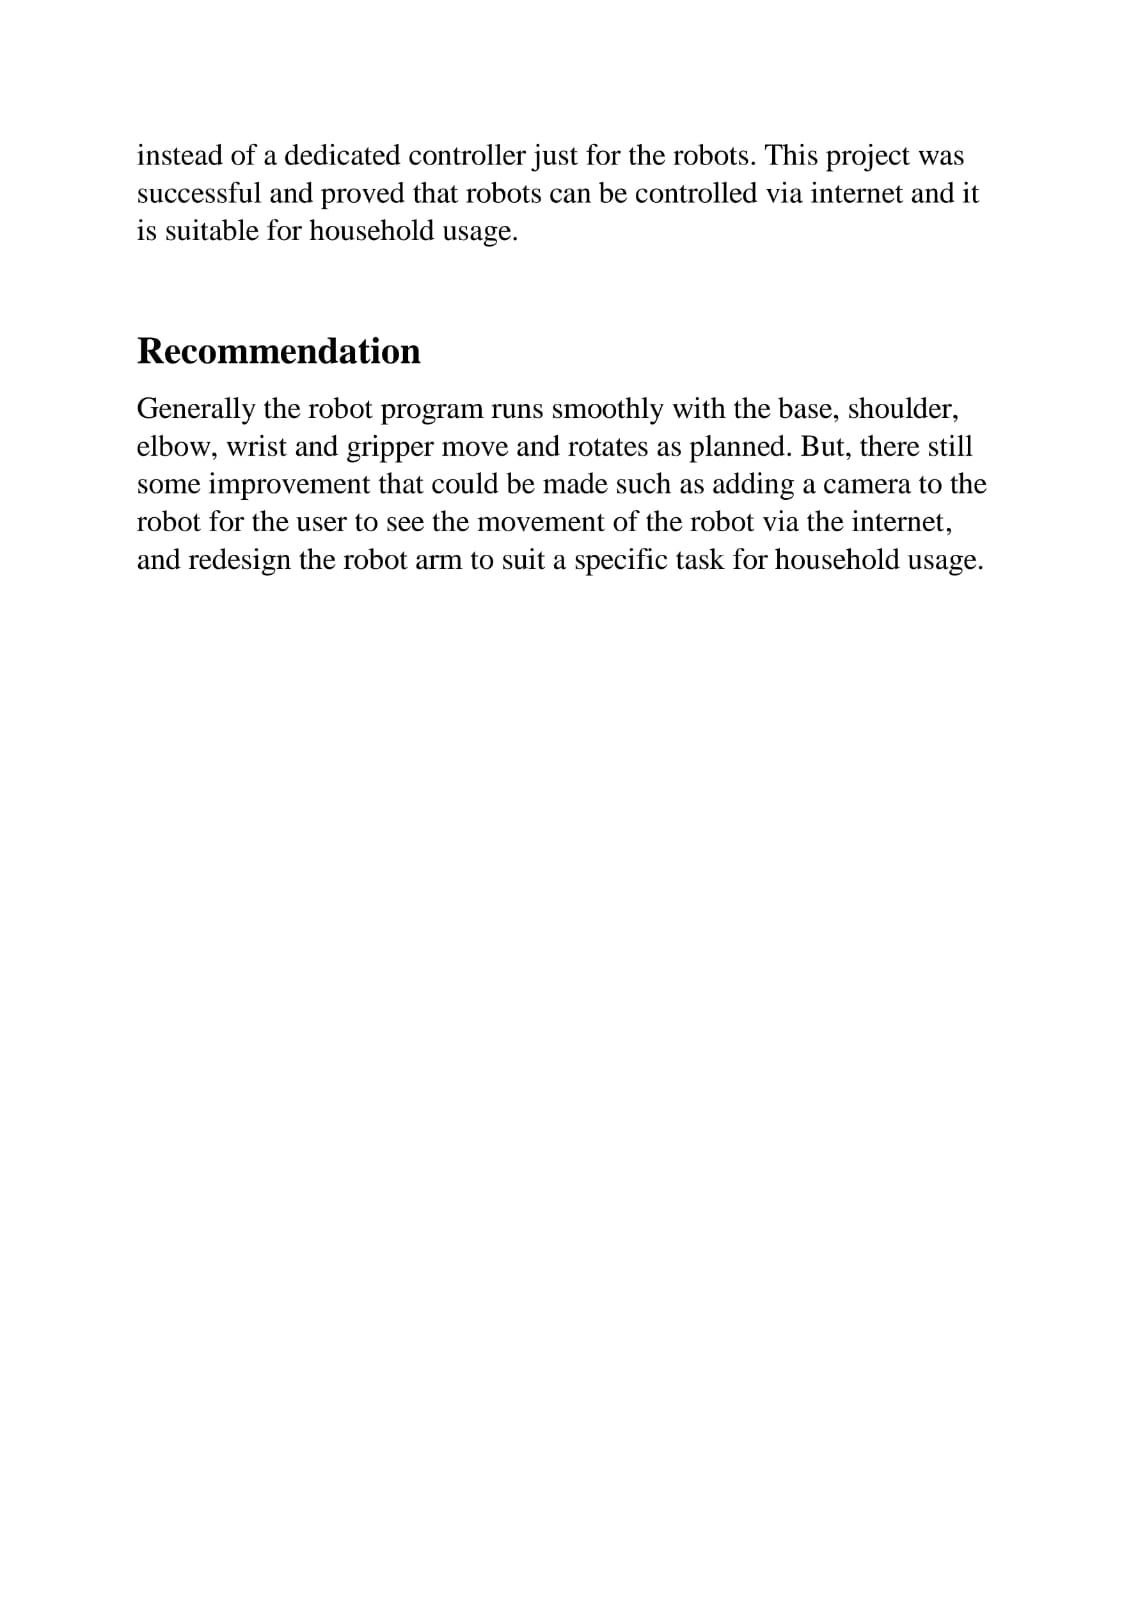 instead of a dedicated controller just for the robots. This project was
successful and proved that robots can be controlled via internet and it
is suitable for household usage.
Recommendation
Generally the robot program runs smoothly with the base, shoulder,
elbow, wrist and gripper move and rotates as planned. But, there still
some improvement that could be made such as adding a camera to the
robot for the user to see the movement of the robot via the internet,
and redesign the robot arm to suit a specific task for household usage.